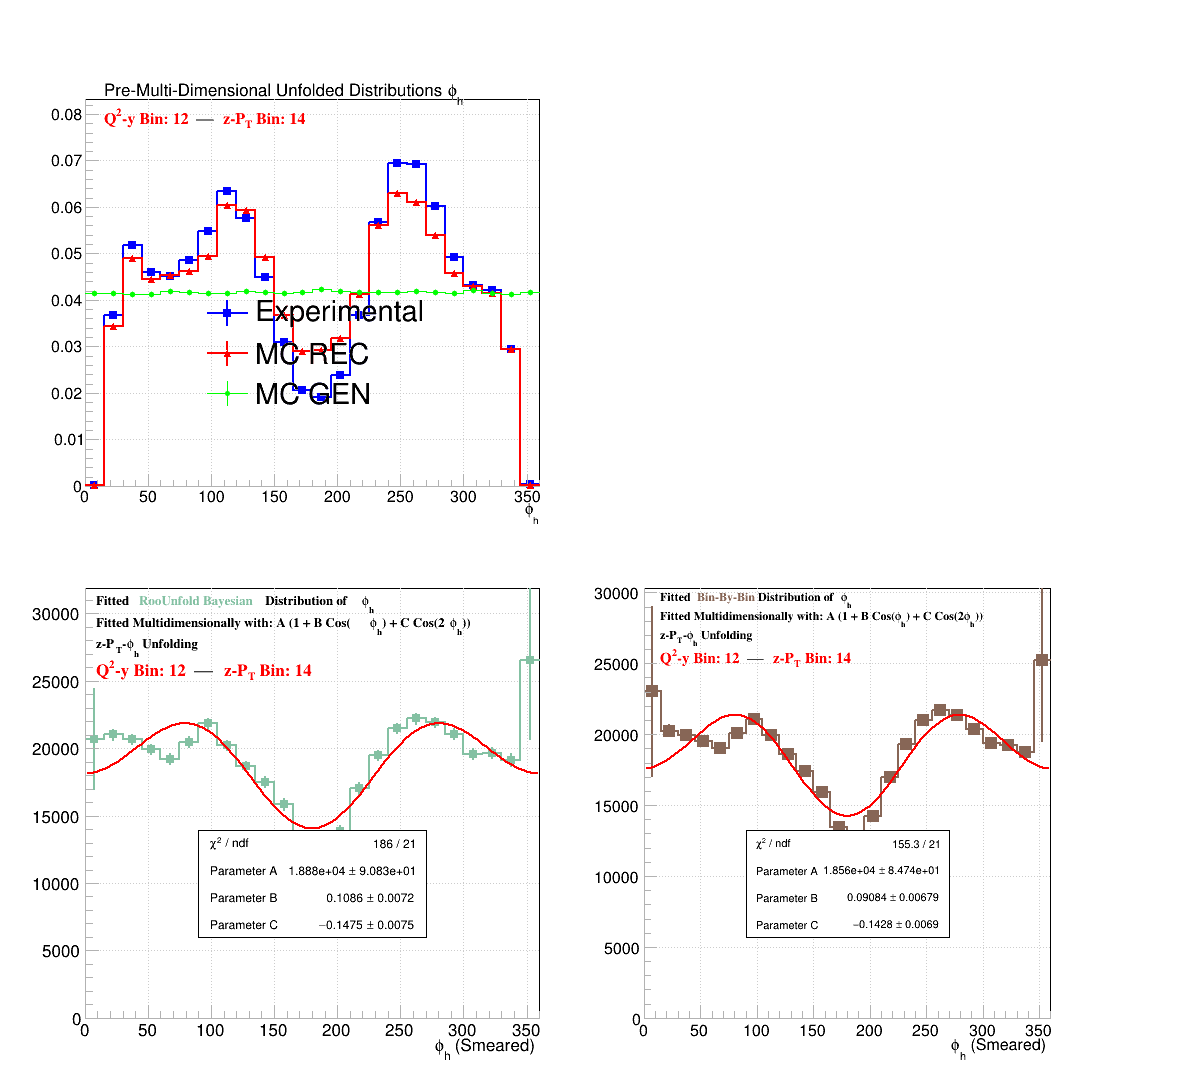 Pre-Multi-Dimensional Unfolded Distributions ϕh
Q2-y Bin: 12 — z-PT Bin: 14
0.08
0.07
0.06
0.05
0.04
0.03
0.02
0.01
0
Experimental
MC REC
MC GEN
0 50 100 150 200 250 300 350
ϕh
Fitted RooUnfold Bayesian Distribution of ϕh
Fitted Multidimensionally with: A (1 + B Cos( ϕh) + C Cos(2 ϕh))
z-PT-ϕh Unfolding
Q2-y Bin: 12 — z-PT Bin: 14
30000
25000
20000
15000
10000
5000
0
χ2 / ndf 186 / 21
Parameter A 1.888e+04 ± 9.083e+01
Parameter B 0.1086 ± 0.0072
Parameter C −0.1475 ± 0.0075
0 50 100 150 200 250 300 350
ϕh (Smeared)
Fitted Bin-By-Bin Distribution of ϕh
Fitted Multidimensionally with: A (1 + B Cos(ϕh) + C Cos(2ϕh))
z-PT-ϕh Unfolding
Q2-y Bin: 12 — z-PT Bin: 14
30000
25000
20000
15000
10000
5000
0
χ2 / ndf 155.3 / 21
Parameter A 1.856e+04 ± 8.474e+01
Parameter B 0.09084 ± 0.00679
Parameter C −0.1428 ± 0.0069
0 50 100 150 200 250 300 350
ϕh (Smeared)